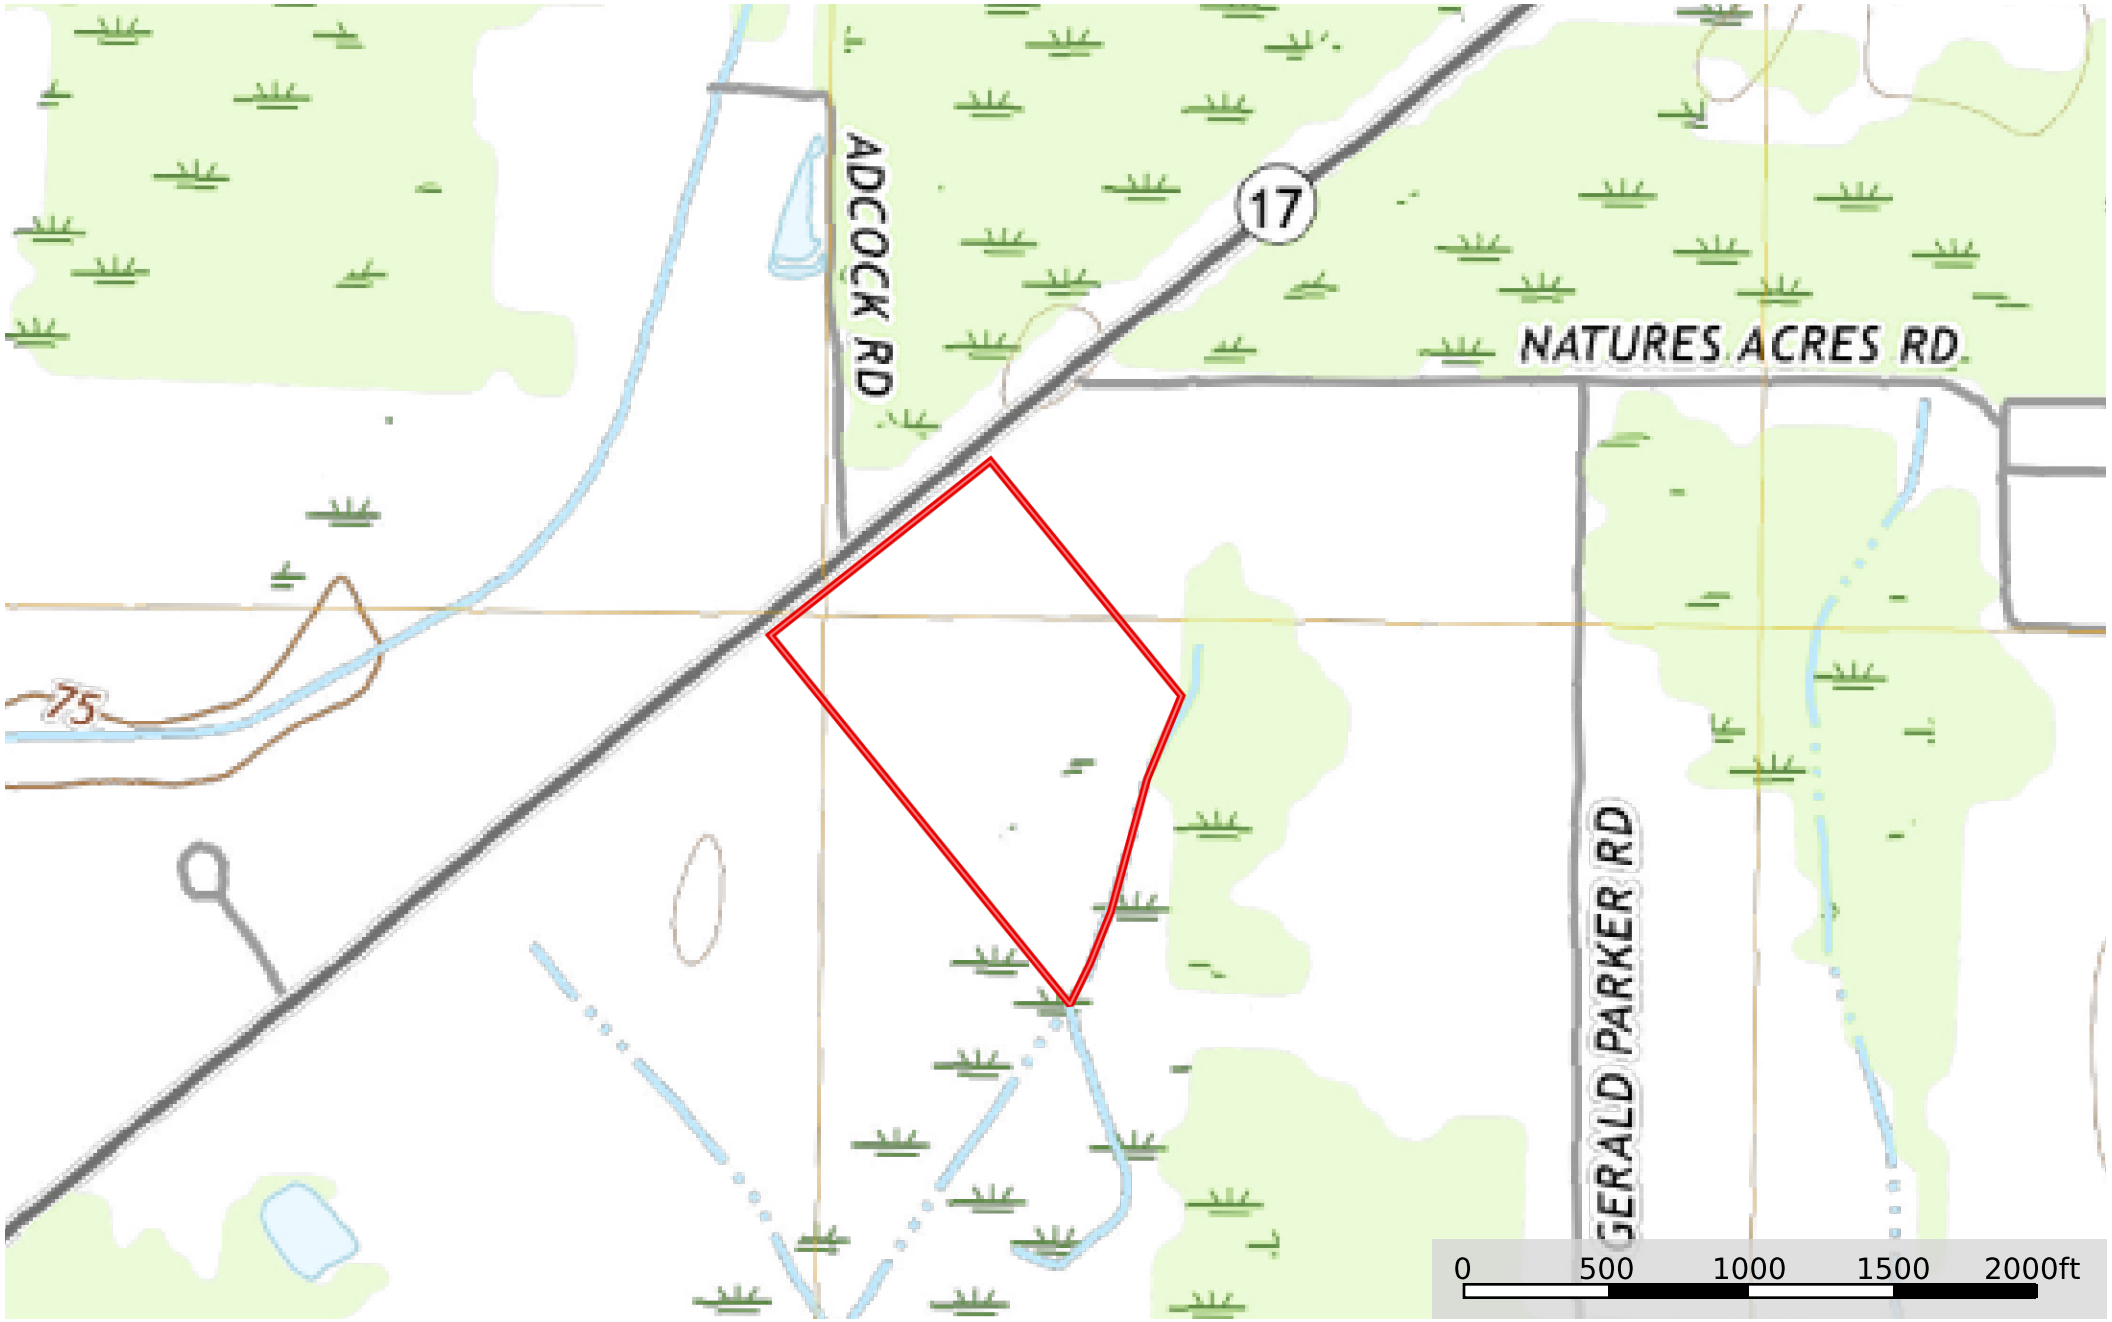 ADCOCK RD
17
NATURES ACRES RD
75
GERALD PARKER RD
0 500 1000 1500 2000ft